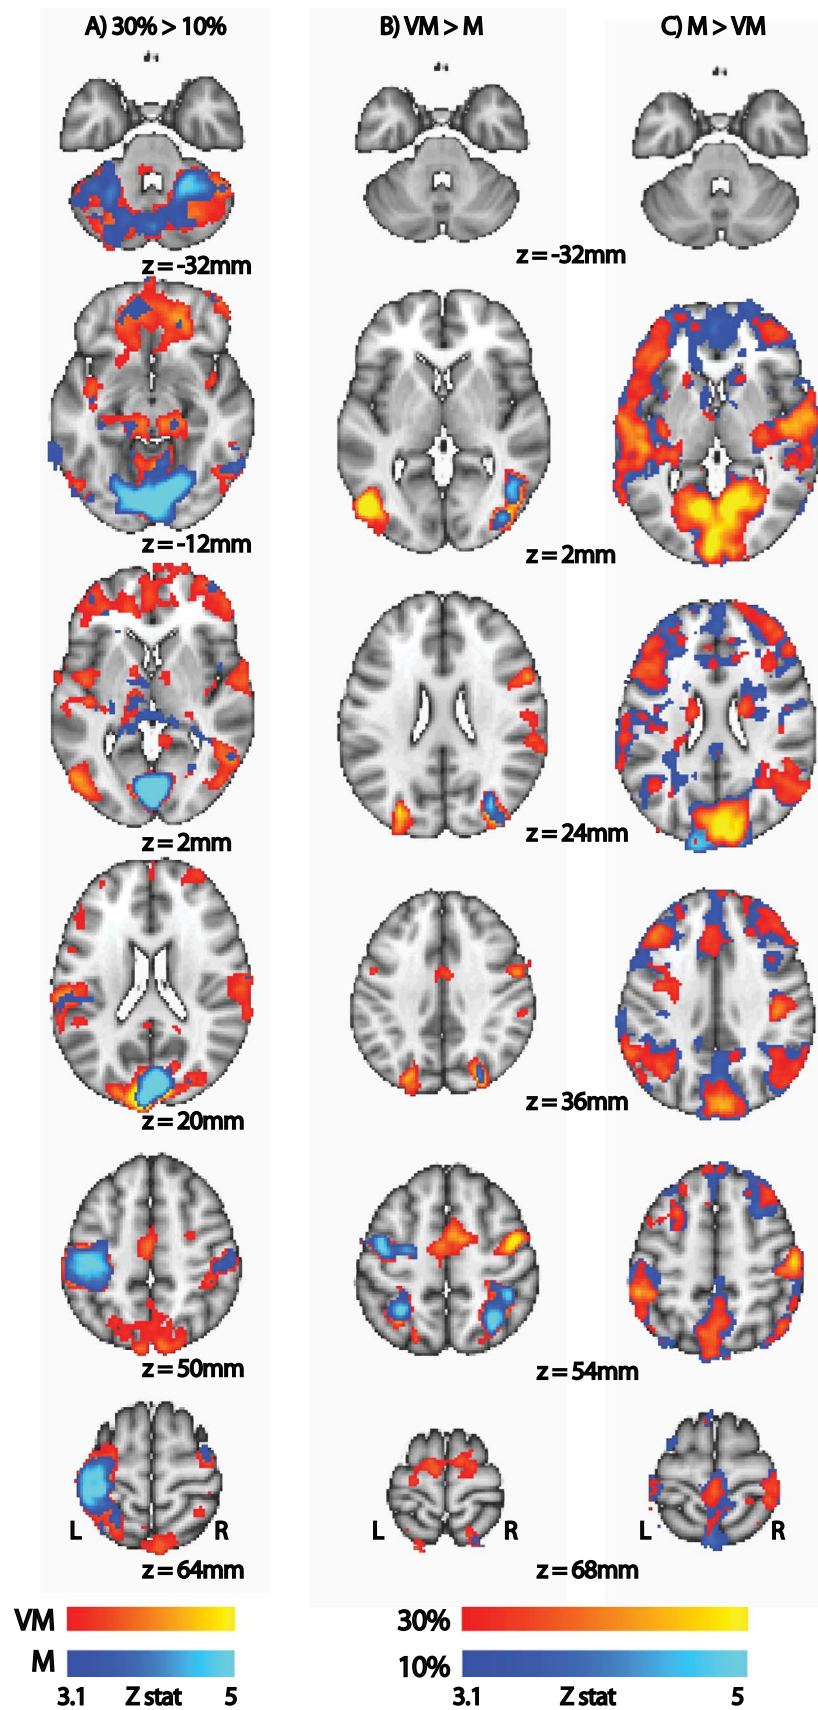 A) 30% > 10%
B) VM > M
C) M > VM
z = -32mm
z = -32mm
z = -12mm
z = 2mm
z = 2mm
z = 24mm
z = 20mm
z = 36mm
z = 50mm
z = 54mm
L R
L R
L R
z = 64mm
z = 68mm
VM
M
3.1 Z stat 5
30%
10%
3.1 Z stat 5